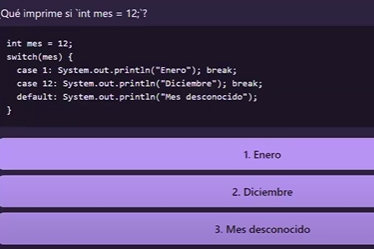 Qué imprime si `int mes = 12;`?
int mes = 12;
switch(mes) {
  case 1: System.out.println("Enero"); break;
  case 12: System.out.println("Diciembre"); break;
  default: System.out.println("Mes desconocido");
}
1. Enero
2. Diciembre
3. Mes desconocido